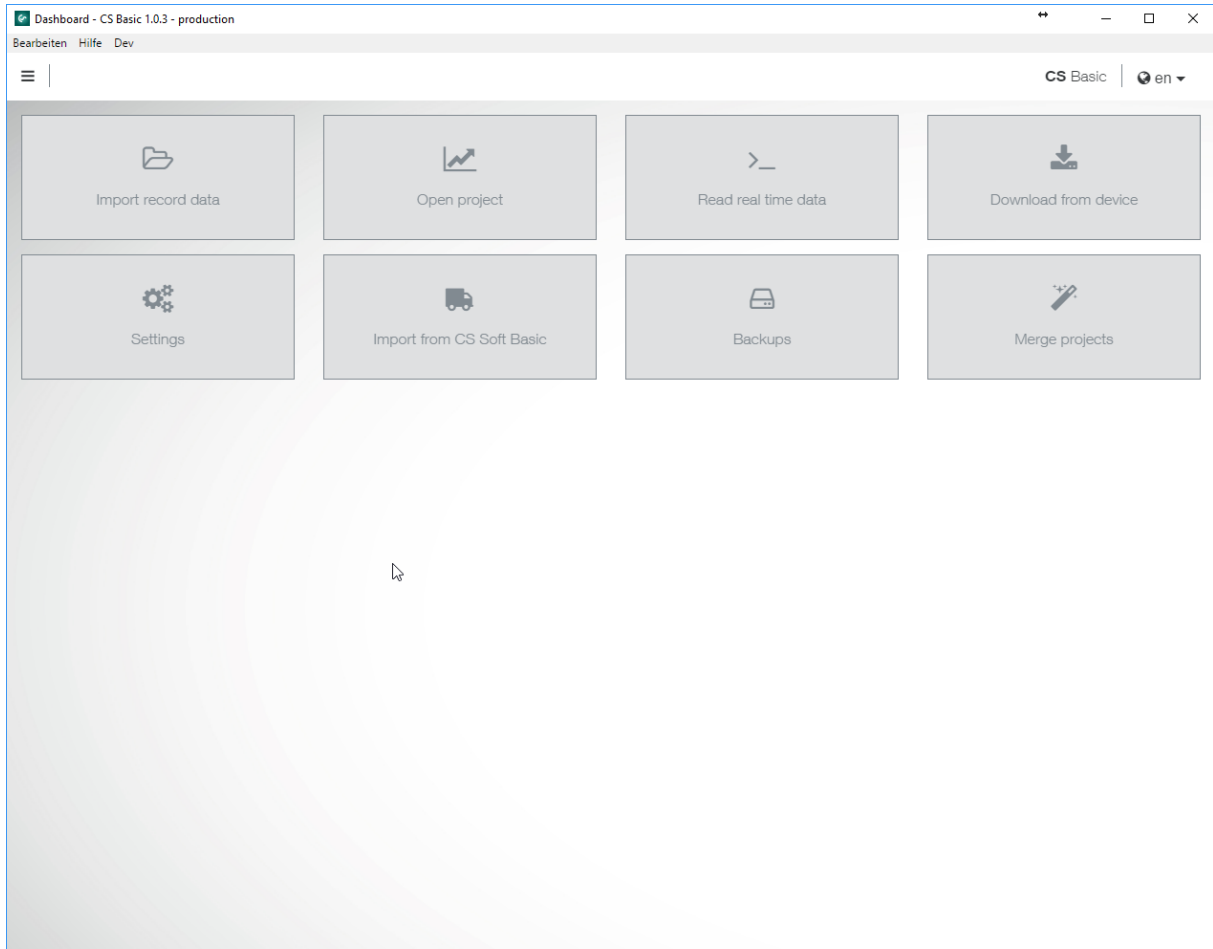 Dashboard - CS Basic 1.0.3 - production
Bearbeiten Hilfe Dev
CS Basic en
Import record data
Open project
Read real time data
Download from device
Settings
Import from CS Soft Basic
Backups
Merge projects